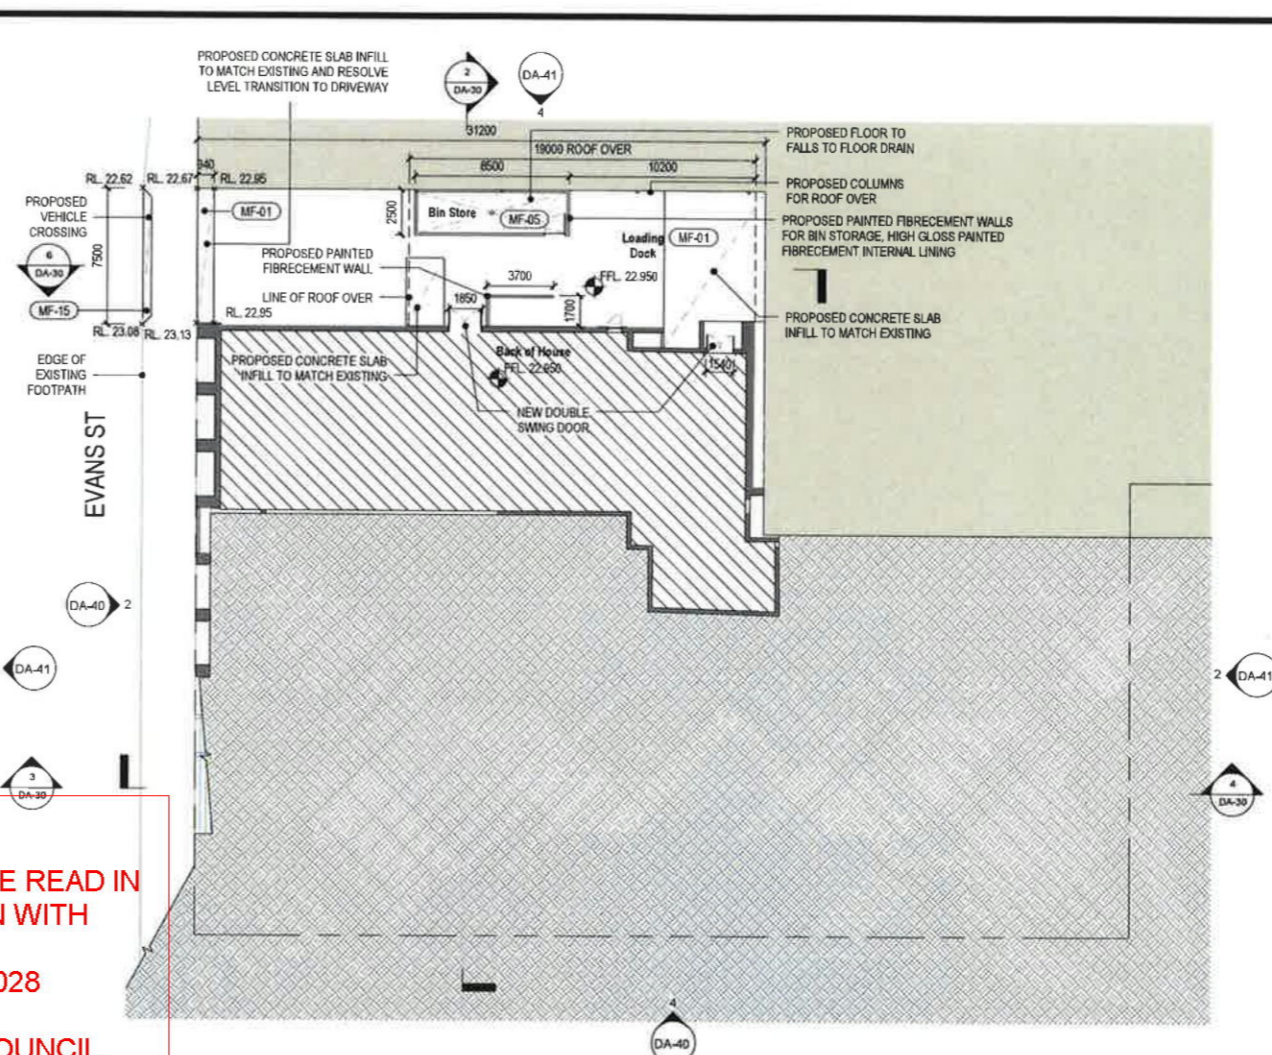 PROPOSED CONCRETE SLAB INFILL
TO MATCH EXISTING AND RESOLVE
LEVEL TRANSITION TO DRIVEWAY
2
DA-30
DA-41
4
31200
19000 ROOF OVER
940
8500
10200
PROPOSED FLOOR TO
FALLS TO FLOOR DRAIN
RL. 22.62
RL. 22.67
RL. 22.95
PROPOSED COLUMNS
FOR ROOF OVER
PROPOSED
VEHICLE
CROSSING
7500
MF-01
2500
Bin Store
MF-05
PROPOSED PAINTED FIBRECEMENT WALLS
FOR BIN STORAGE, HIGH GLOSS PAINTED
FIBRECEMENT INTERNAL LINING
Loading
Dock
MF-01
6
DA-30
PROPOSED PAINTED
FIBRECEMENT WALL
3700
FFL. 22.950
LINE OF ROOF OVER
1850
1700
MF-15
RL. 22.95
RL. 23.08
RL. 23.13
PROPOSED CONCRETE SLAB
INFILL TO MATCH EXISTING
EDGE OF
EXISTING
FOOTPATH
PROPOSED CONCRETE SLAB
INFILL TO MATCH EXISTING
Back of House
FFL. 22.950
1540
NEW DOUBLE
SWING DOOR
EVANS ST
DA-40
2
DA-41
2
DA-41
3
DA-30
4
DA-30
E READ IN
N WITH
028
OUNCIL
4
DA-40